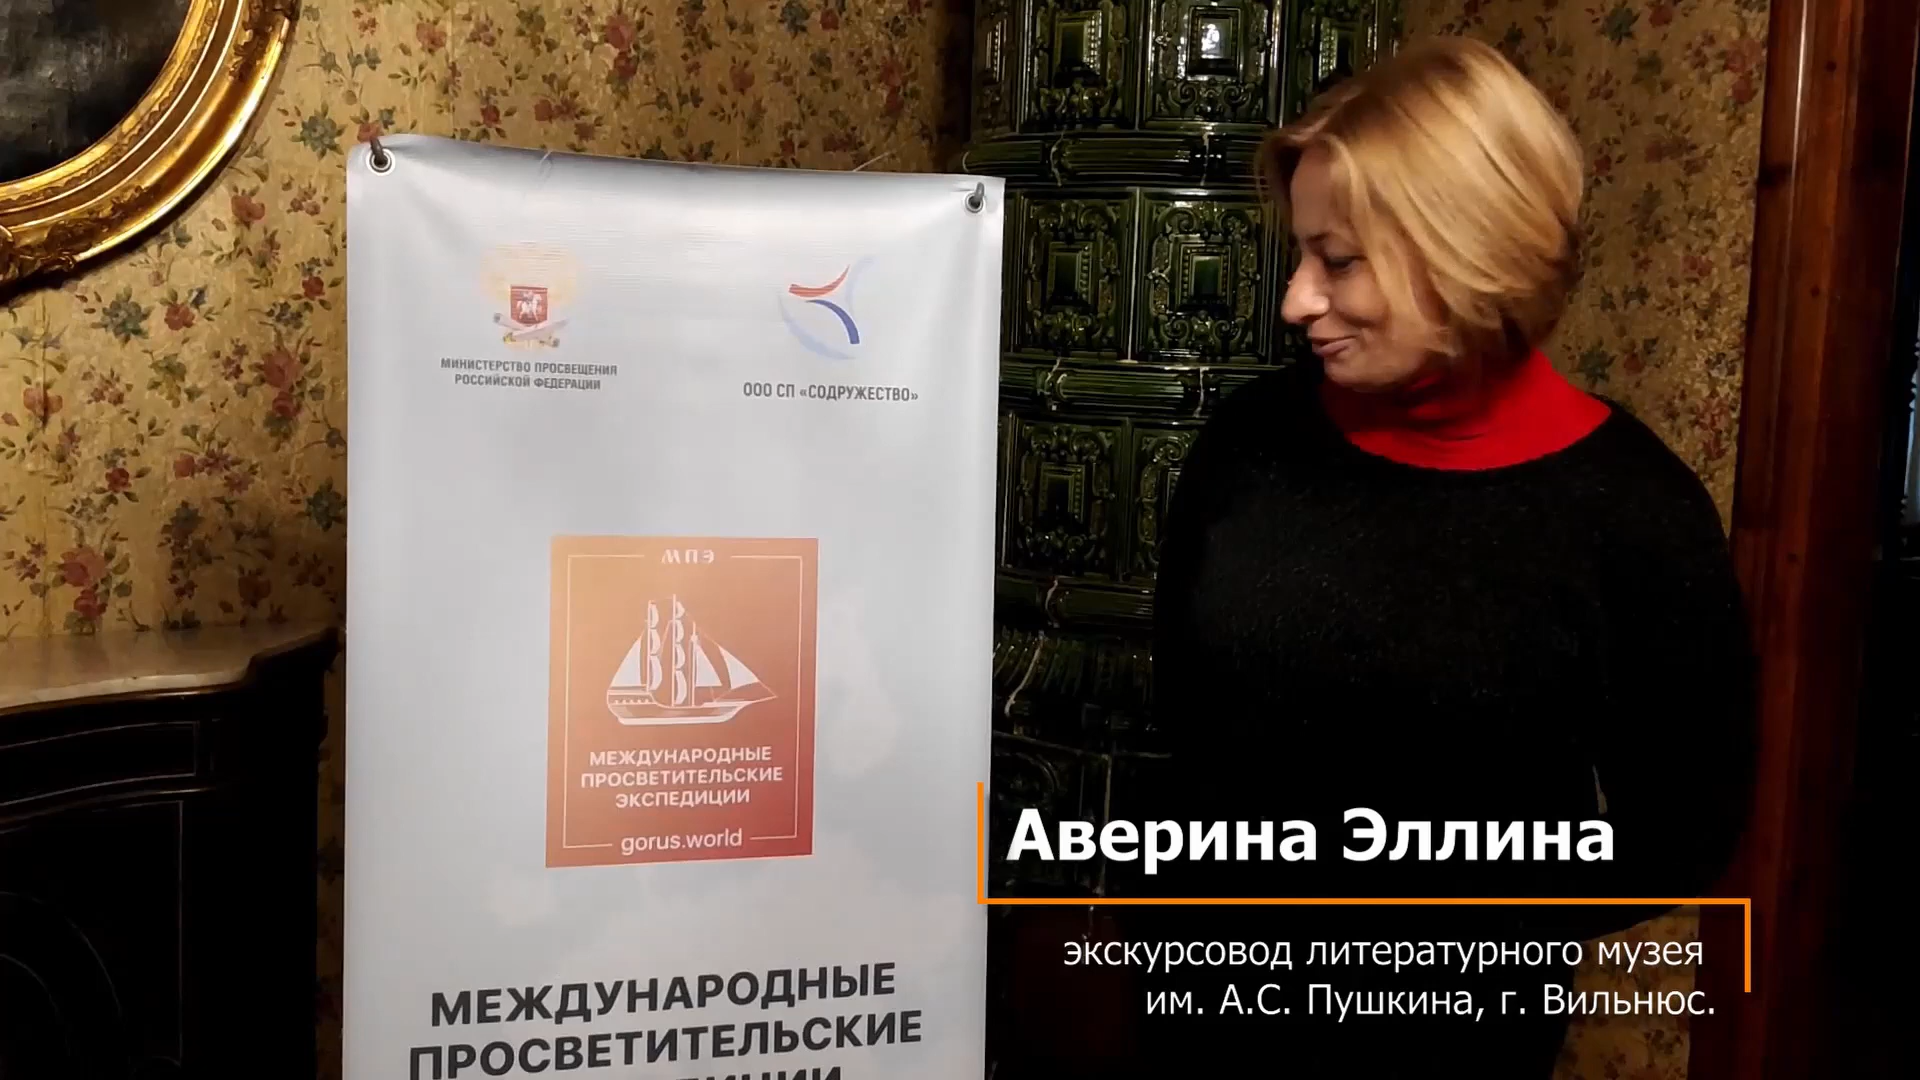 МИНИСТЕРСТВО ПРОСВЕЩЕНИЯ
РОССИЙСКОЙ ФЕДЕРАЦИИ
ООО СП «СОДРУЖЕСТВО»
МПЭ
МЕЖДУНАРОДНЫЕ
ПРОСВЕТИТЕЛЬСКИЕ
ЭКСПЕДИЦИИ
gorus.world
МЕЖДУНАРОДНЫЕ
ПРОСВЕТИТЕЛЬСКИЕ
Аверина Эллина
экскурсовод литературного музея
им. А.С. Пушкина, г. Вильнюс.